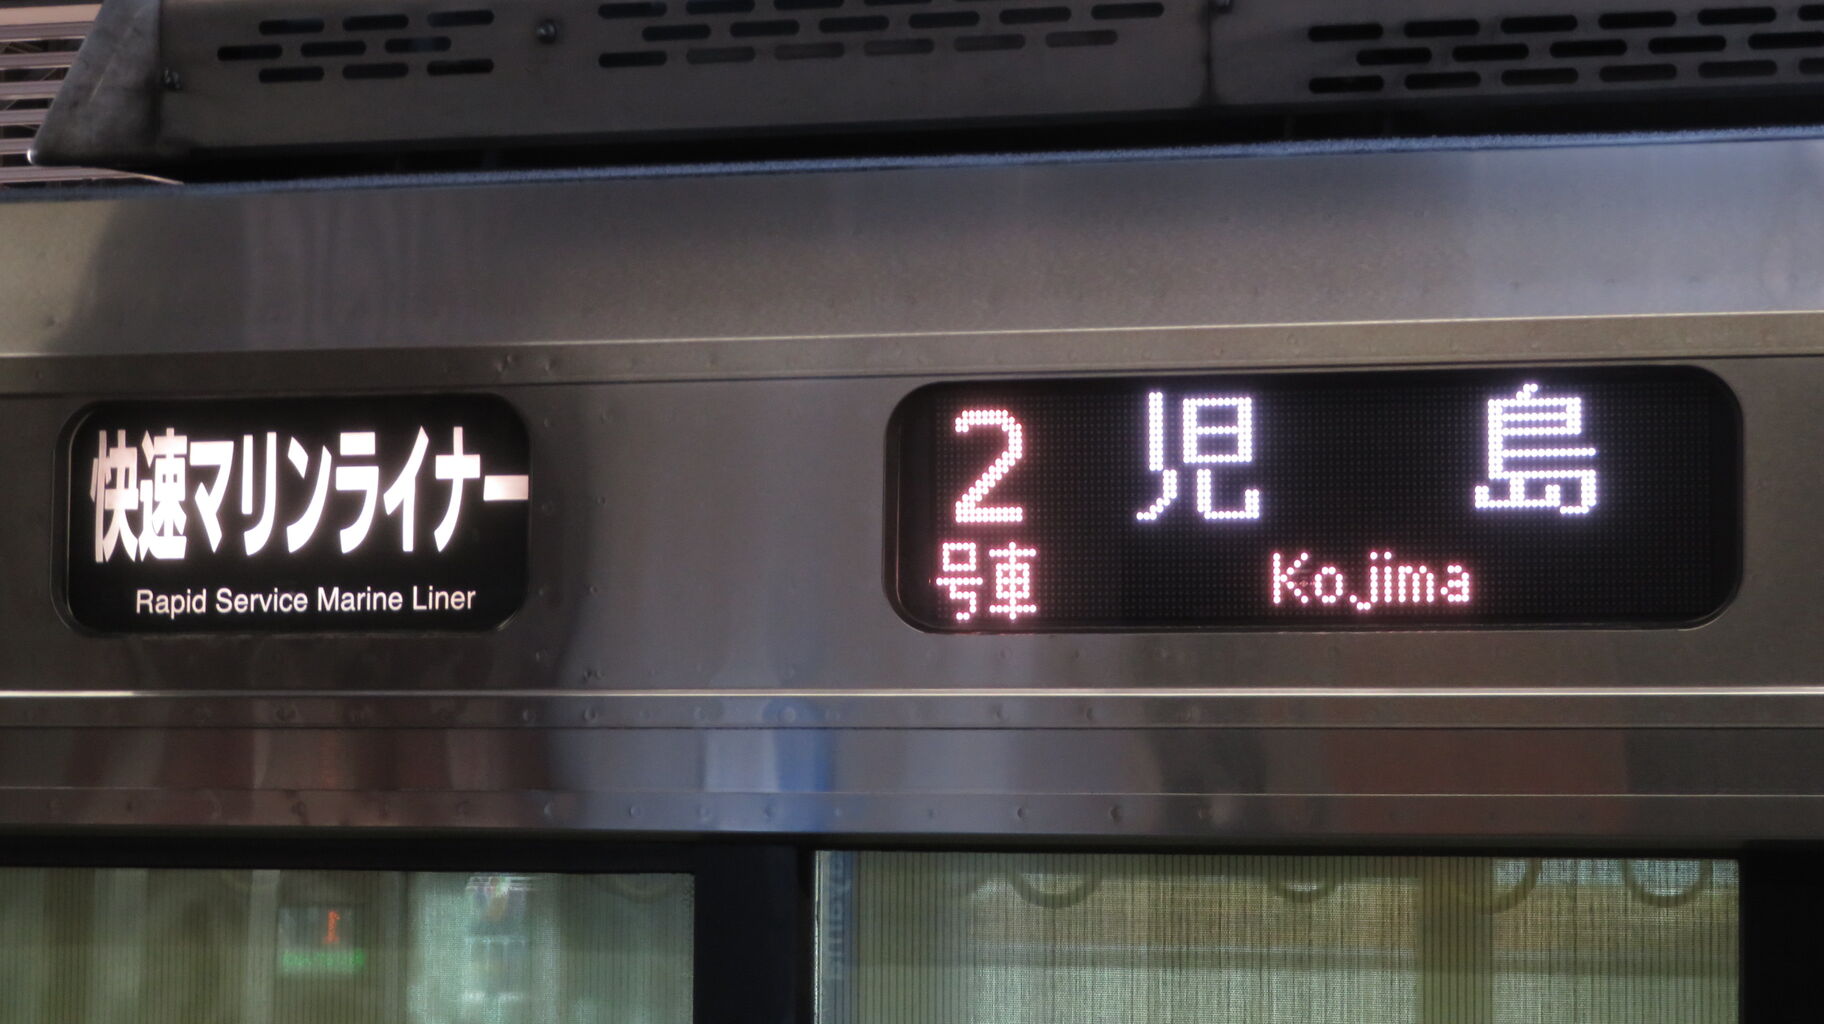 快速マリンライナー
Rapid Service Marine Liner
2
号車
児島
Kojima